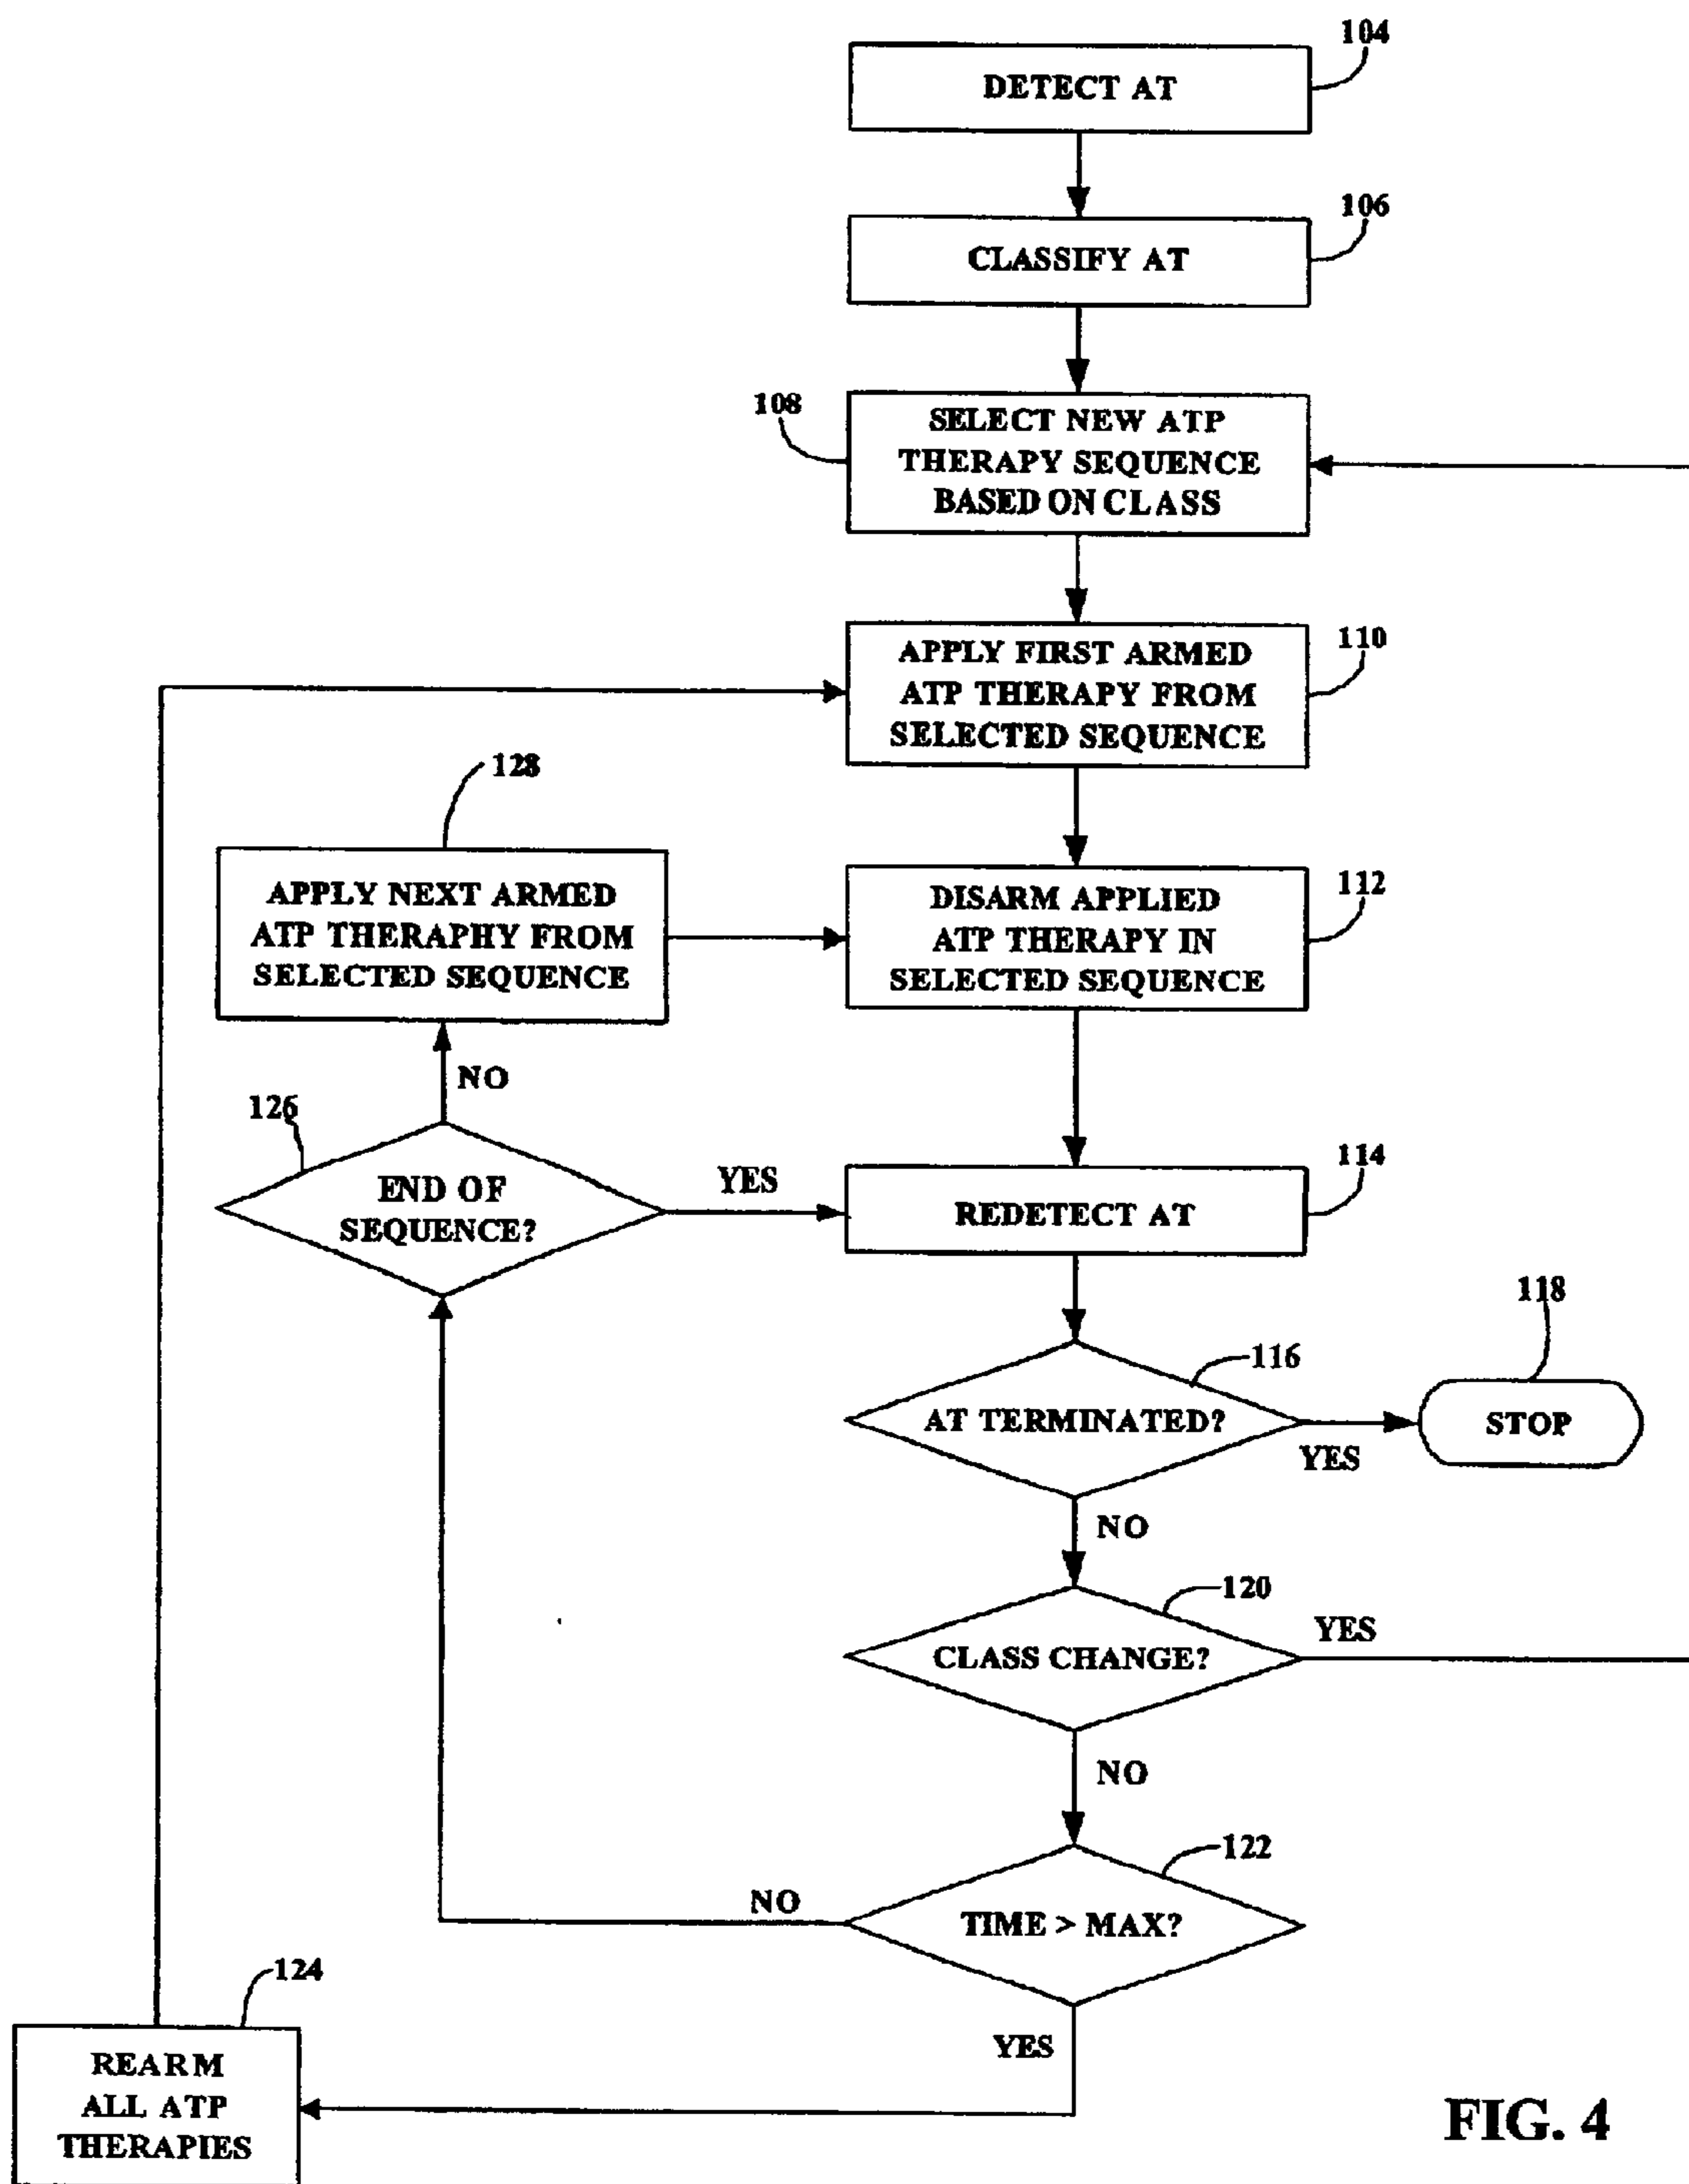 104
DETECT AT
106
CLASSIFY AT
108
SELECT NEW ATP
THERAPY SEQUENCE
BASED ON CLASS
110
APPLY FIRST ARMED
ATP THERAPY FROM
SELECTED SEQUENCE
128
APPLY NEXT ARMED
ATP THERAPHY FROM
SELECTED SEQUENCE
112
DISARM APPLIED
ATP THERAPY IN
SELECTED SEQUENCE
NO
126
END OF
SEQUENCE?
YES
114
REDETECT AT
116
AT TERMINATED?
YES
118
STOP
NO
120
CLASS CHANGE?
YES
NO
122
TIME > MAX?
NO
YES
124
REARM
ALL ATP
THERAPIES
FIG. 4